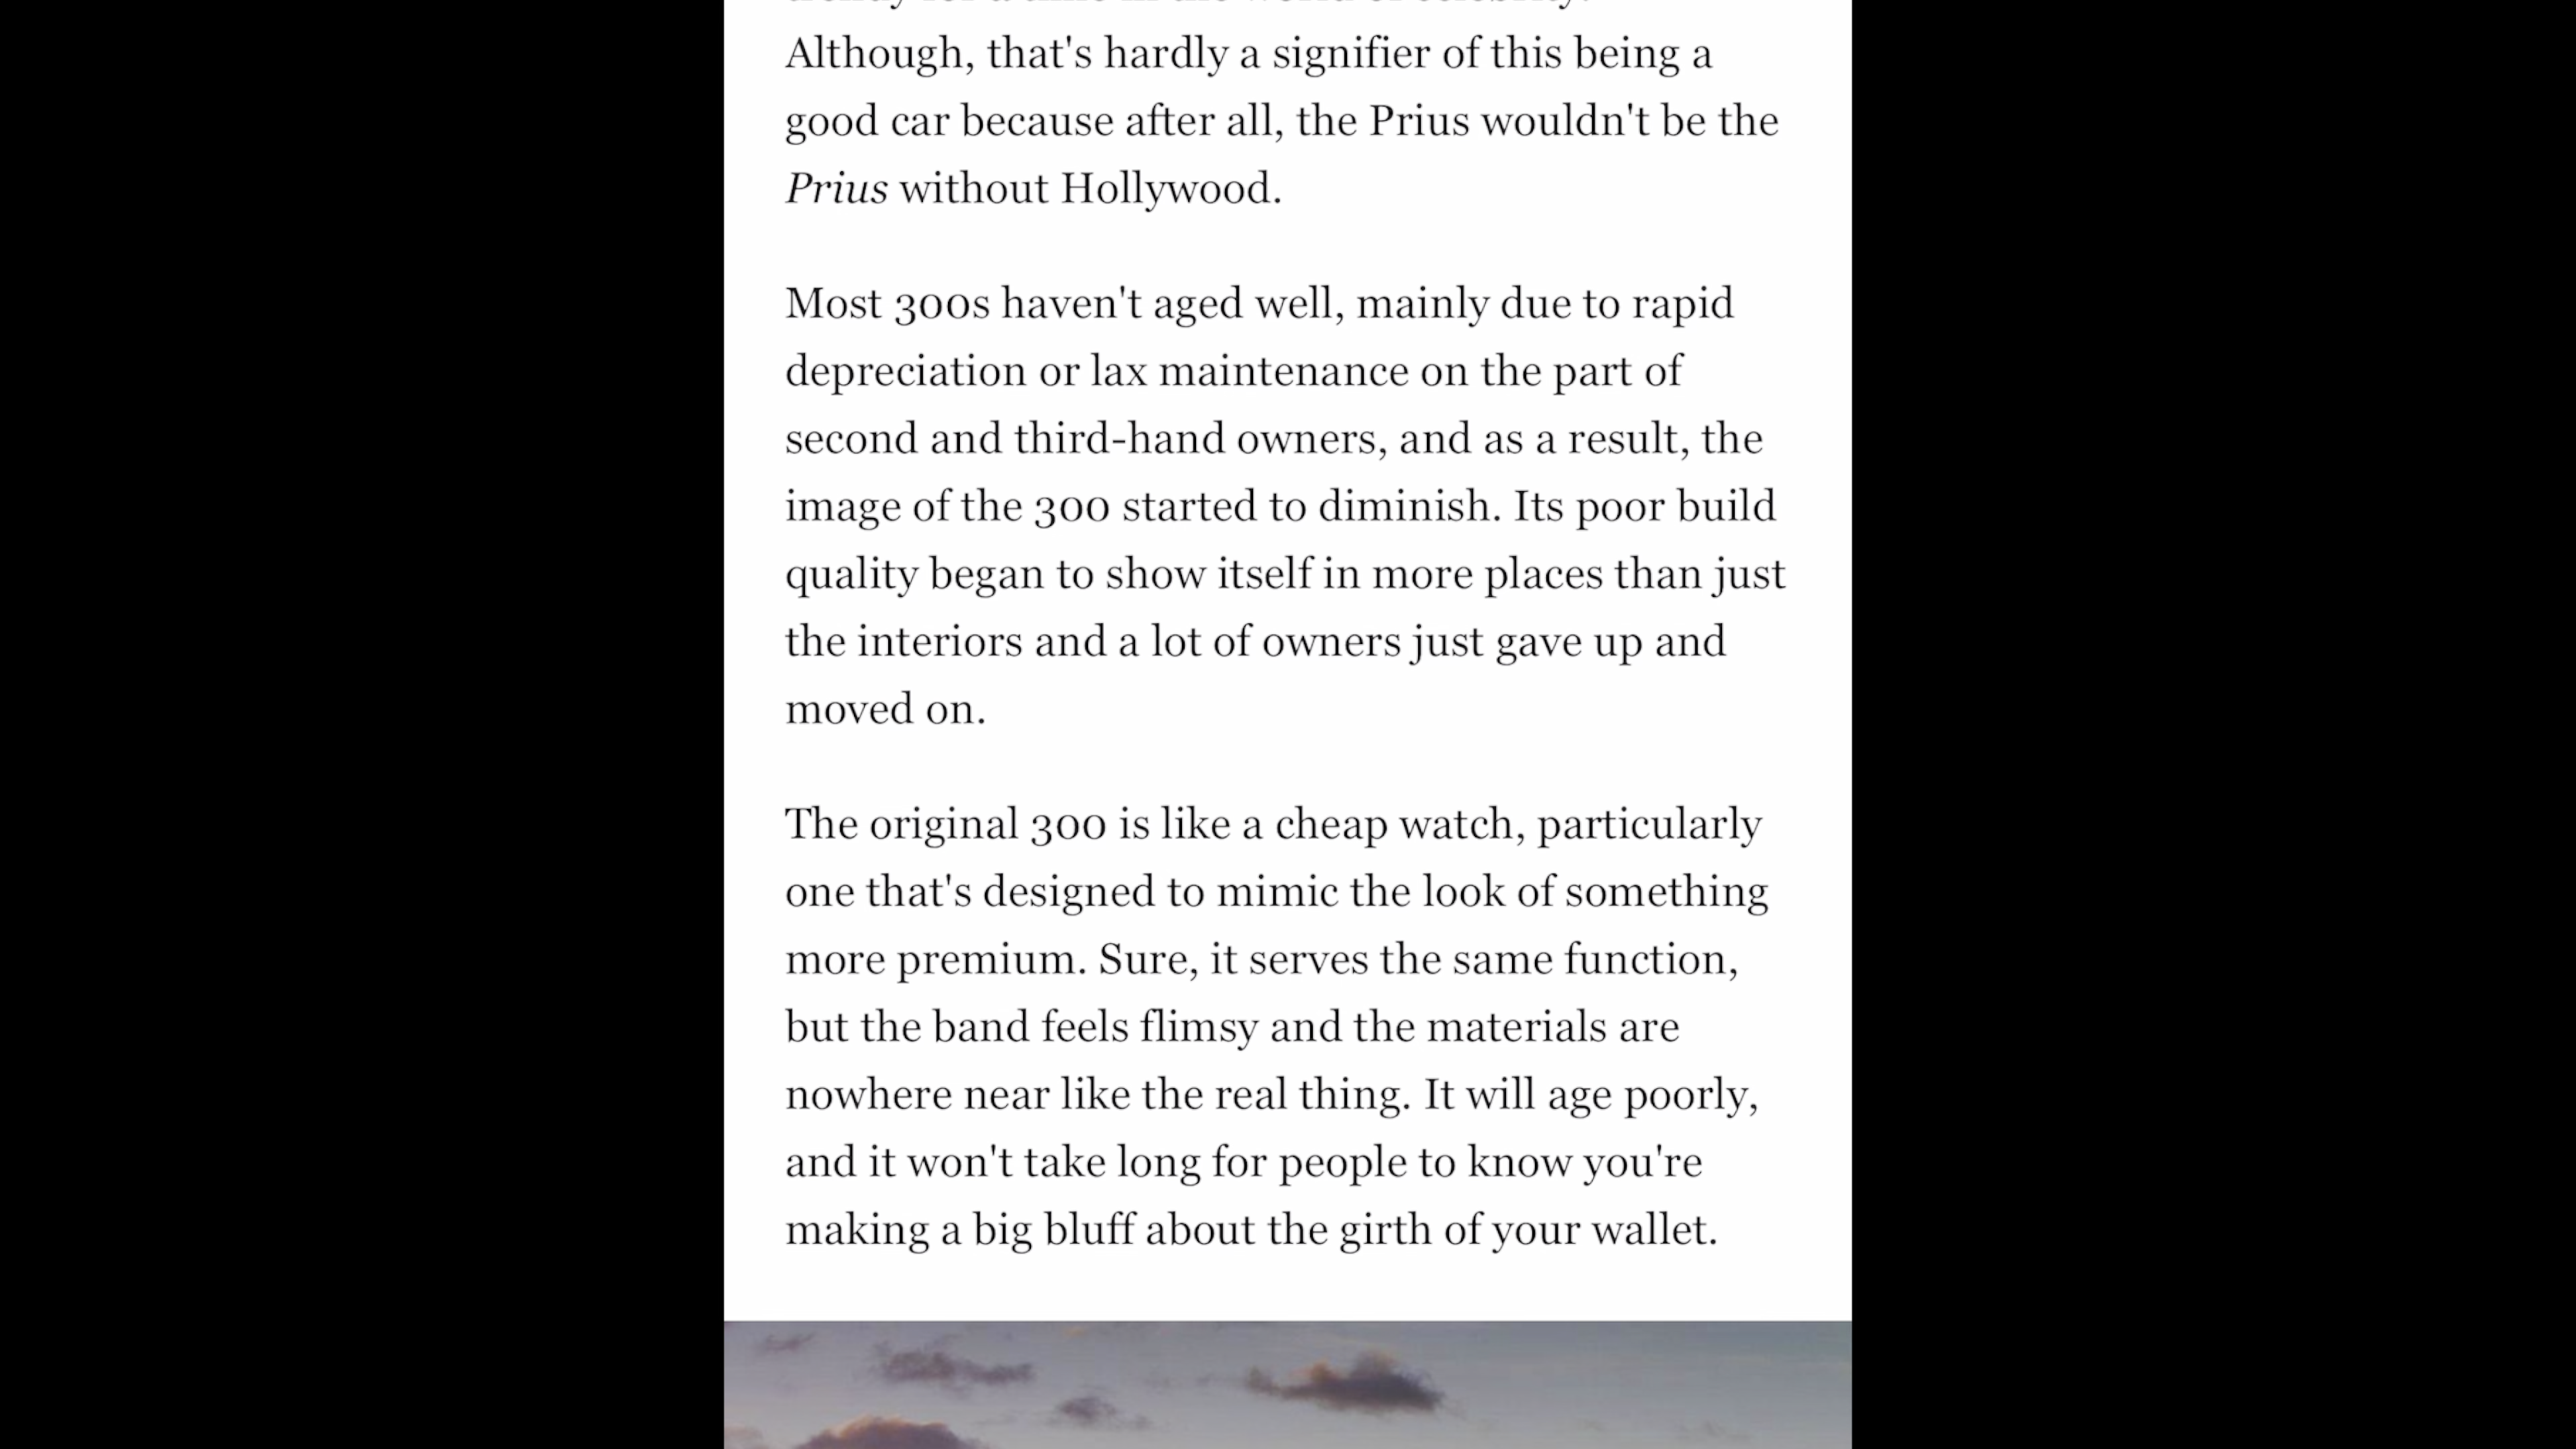 Although, that's hardly a signifier of this being a
good car because after all, the Prius wouldn't be the
Prius without Hollywood.
Most 300s haven't aged well, mainly due to rapid
depreciation or lax maintenance on the part of
second and third-hand owners, and as a result, the
image of the 300 started to diminish. Its poor build
quality began to show itself in more places than just
the interiors and a lot of owners just gave up and
moved on.
The original 300 is like a cheap watch, particularly
one that's designed to mimic the look of something
more premium. Sure, it serves the same function,
but the band feels flimsy and the materials are
nowhere near like the real thing. It will age poorly,
and it won't take long for people to know you're
making a big bluff about the girth of your wallet.